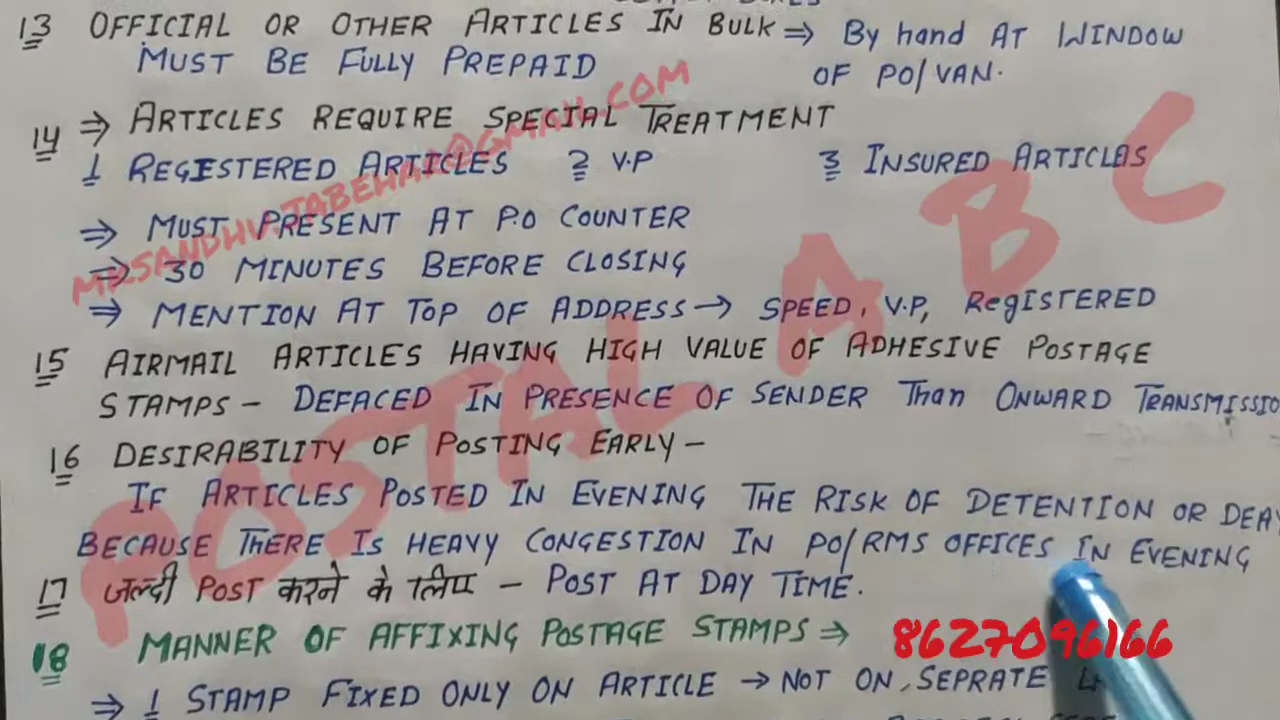 13 OFFICIAL OR OTHER ARTICLES IN BULK ⇒ By hand AT WINDOW
MUST BE FULLY PREPAID OF PO/VAN.
14 ⇒ ARTICLES REQUIRE SPECIAL TREATMENT
1 REGESTERED ARTICLES 2 V.P 3 INSURED ARTICLAS
⇒ MUST PRESENT AT P.O COUNTER
⇒ 30 MINUTES BEFORE CLOSING
⇒ MENTION AT TOP OF ADDRESS → SPEED, V.P, RegISTERED
15 AIRMAIL ARTICLES HAVING HIGH VALUE OF ADHESIVE POSTAGE
STAMPS - DEFACED IN PRESENCE OF SENDER Than ONWARD TRANSMISSIO
16 DESIRABILITY OF POSTING EARLY -
IF ARTICLES POSTED IN EVENING THE RISK OF DETENTION OR DEAY
BECAUSE THERE IS HEAVY CONGESTION IN PO/RMS OFFICES IN EVENING
17 जल्दी POST करने के लिए - POST AT DAY TIME.
18 MANNER OF AFFIXING POSTAGE STAMPS ⇒
8627096166
⇒ 1 STAMP FIXED ONLY ON ARTICLE → NOT ON, SEPRATE
POSTAL A B C